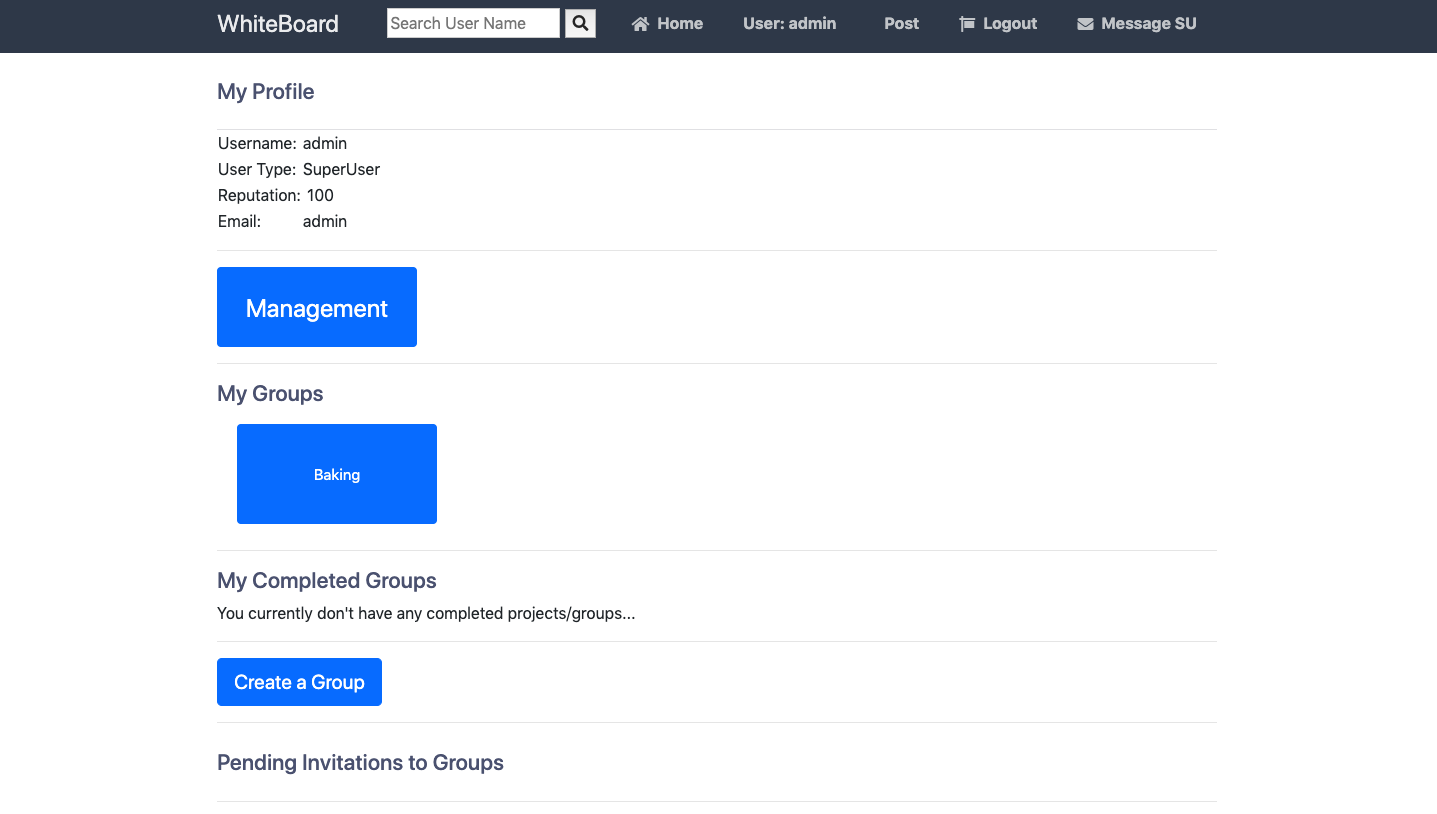 WhiteBoard Search User Name Home User: admin Post Logout Message SU
My Profile
Username: admin
User Type: SuperUser
Reputation: 100
Email: admin
Management
My Groups
Baking
My Completed Groups
You currently don't have any completed projects/groups...
Create a Group
Pending Invitations to Groups